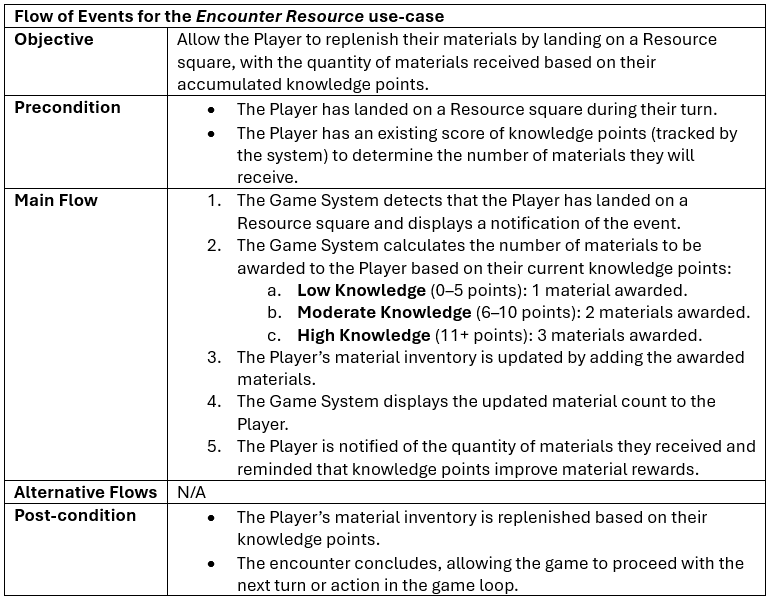 Flow of Events for the Encounter Resource use-case
Objective
Allow the Player to replenish their materials by landing on a Resource
square, with the quantity of materials received based on their
accumulated knowledge points.
Precondition
• The Player has landed on a Resource square during their turn.
• The Player has an existing score of knowledge points (tracked by
the system) to determine the number of materials they will
receive.
Main Flow
1. The Game System detects that the Player has landed on a
Resource square and displays a notification of the event.
2. The Game System calculates the number of materials to be
awarded to the Player based on their current knowledge points:
a. Low Knowledge (0–5 points): 1 material awarded.
b. Moderate Knowledge (6–10 points): 2 materials awarded.
c. High Knowledge (11+ points): 3 materials awarded.
3. The Player’s material inventory is updated by adding the awarded
materials.
4. The Game System displays the updated material count to the
Player.
5. The Player is notified of the quantity of materials they received and
reminded that knowledge points improve material rewards.
Alternative Flows
N/A
Post-condition
• The Player’s material inventory is replenished based on their
knowledge points.
• The encounter concludes, allowing the game to proceed with the
next turn or action in the game loop.